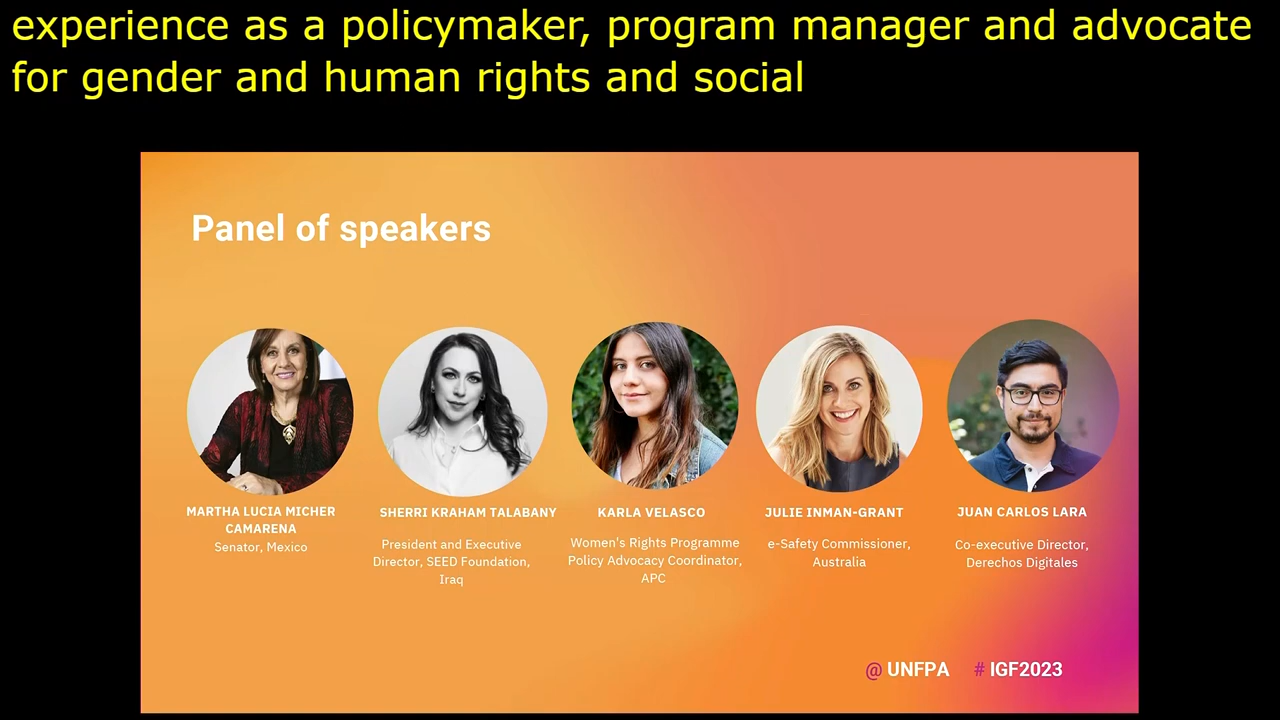 experience as a policymaker, program manager and advocate
for gender and human rights and social
Panel of speakers
MARTHA LUCIA MICHER
CAMARENA
Senator, Mexico
SHERRI KRAHAM TALABANY
President and Executive
Director, SEED Foundation,
Iraq
KARLA VELASCO
Women's Rights Programme
Policy Advocacy Coordinator,
APC
JULIE INMAN-GRANT
e-Safety Commissioner,
Australia
JUAN CARLOS LARA
Co-executive Director,
Derechos Digitales
@ UNFPA # IGF2023